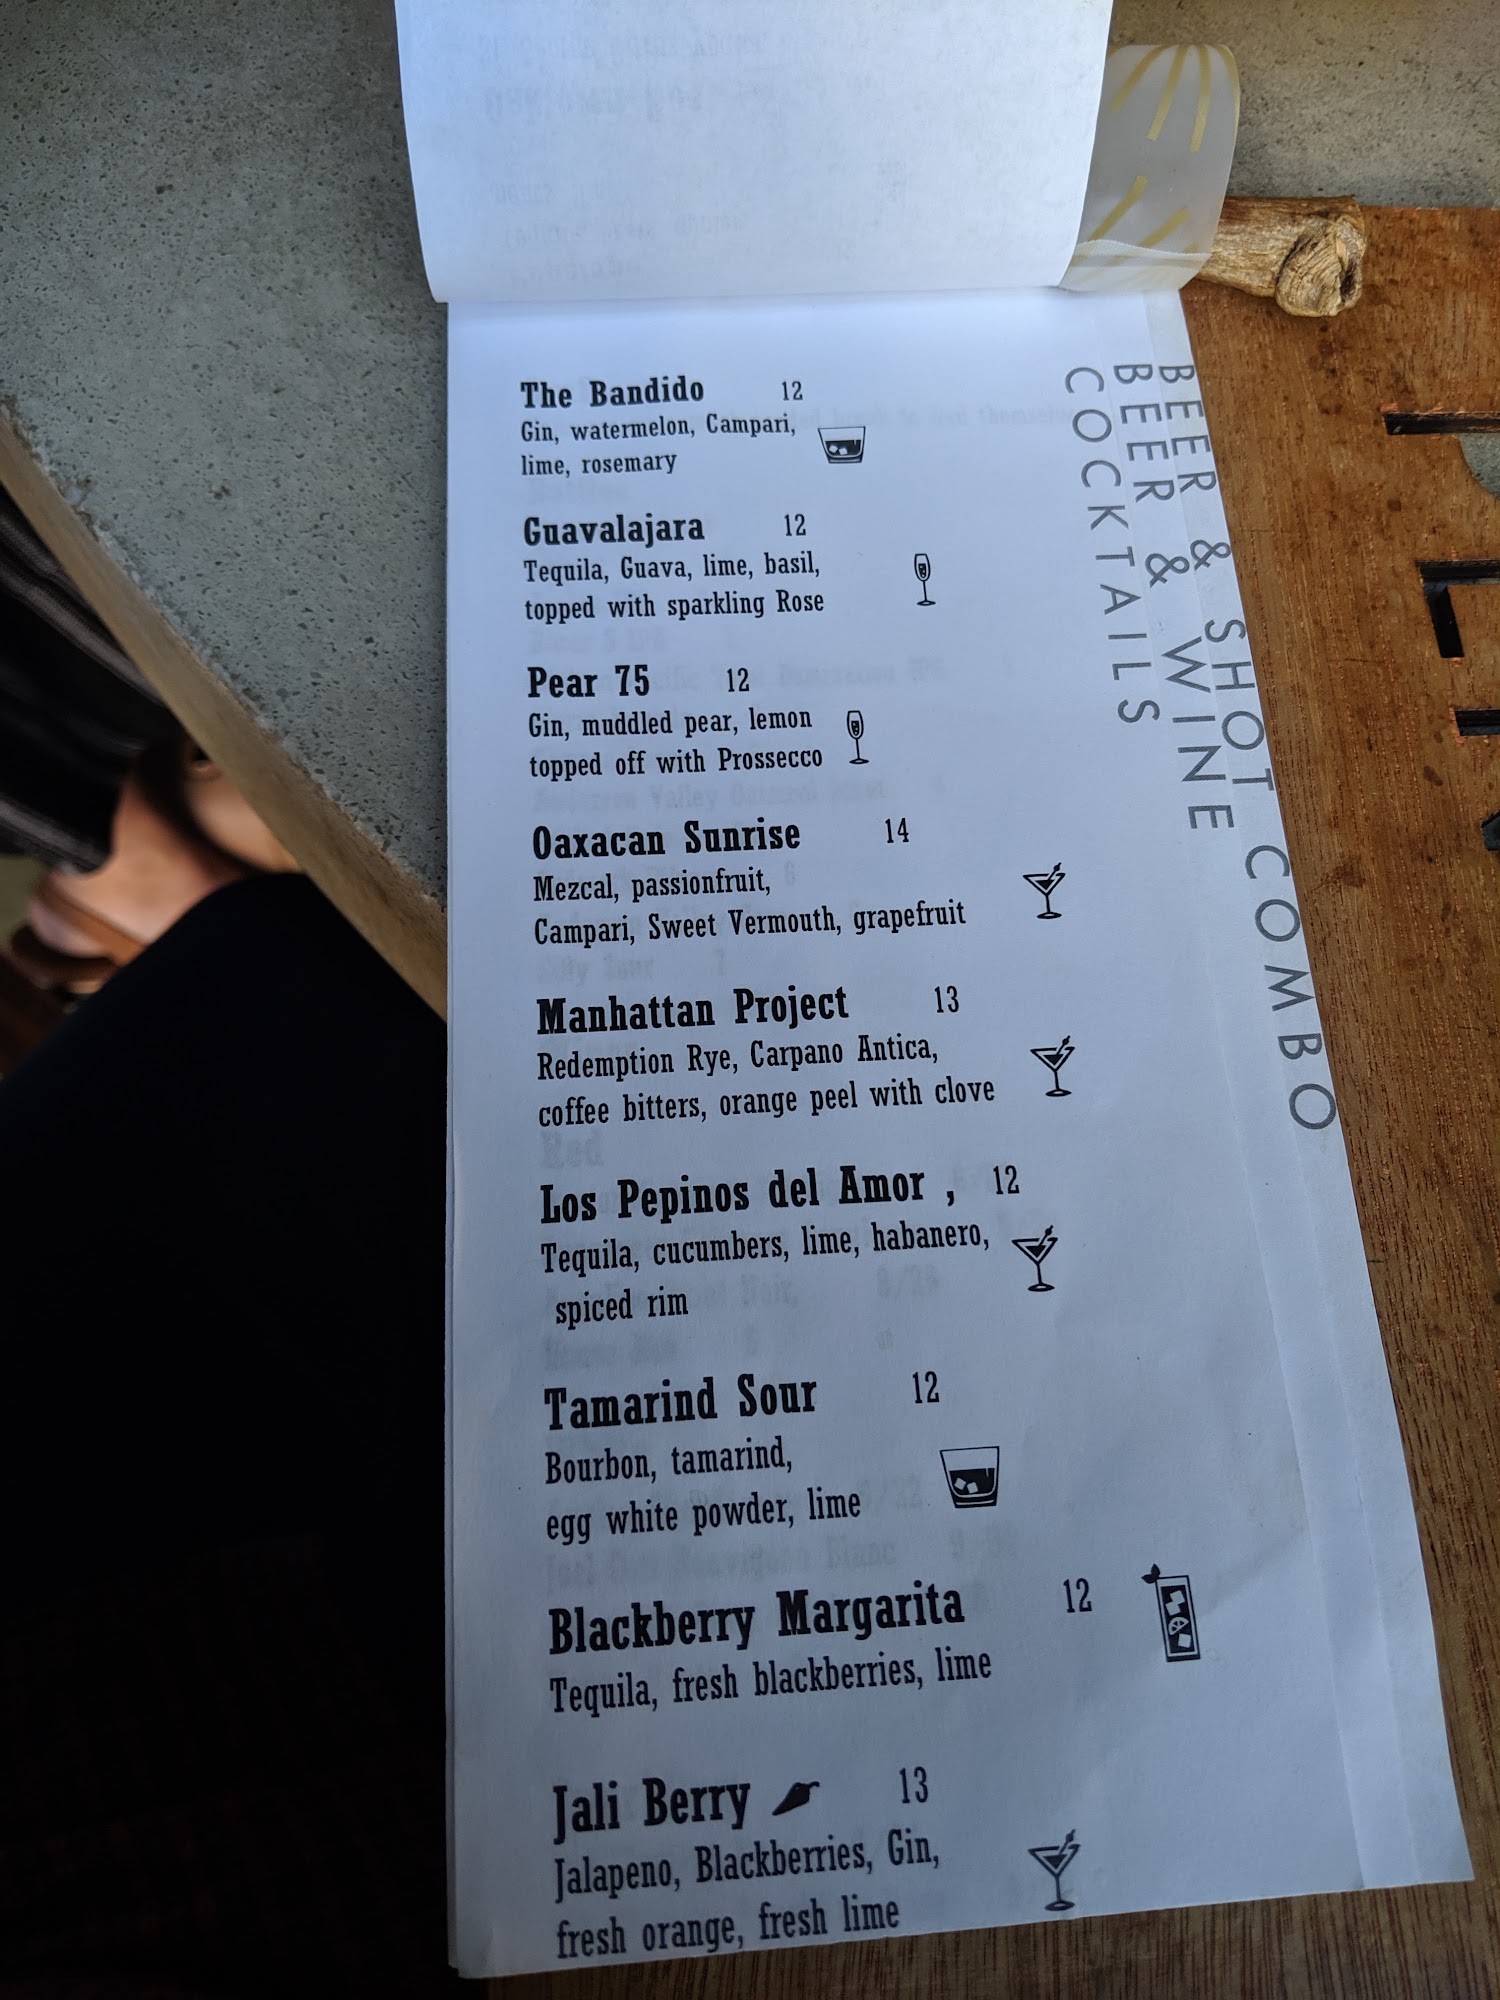 The Bandido 12
Gin, watermelon, Campari,
lime, rosemary
Guavalajara 12
Tequila, Guava, lime, basil,
topped with sparkling Rose
Pear 75 12
Gin, muddled pear, lemon
topped off with Prossecco
Oaxacan Sunrise 14
Mezcal, passionfruit,
Campari, Sweet Vermouth, grapefruit
Manhattan Project 13
Redemption Rye, Carpano Antica,
coffee bitters, orange peel with clove
Los Pepinos del Amor , 12
Tequila, cucumbers, lime, habanero,
spiced rim
Tamarind Sour 12
Bourbon, tamarind,
egg white powder, lime
Blackberry Margarita 12
Tequila, fresh blackberries, lime
Jali Berry 13
Jalapeno, Blackberries, Gin,
fresh orange, fresh lime
COCKTAILS
BEER & WINE
BEER & SHOT COMBO